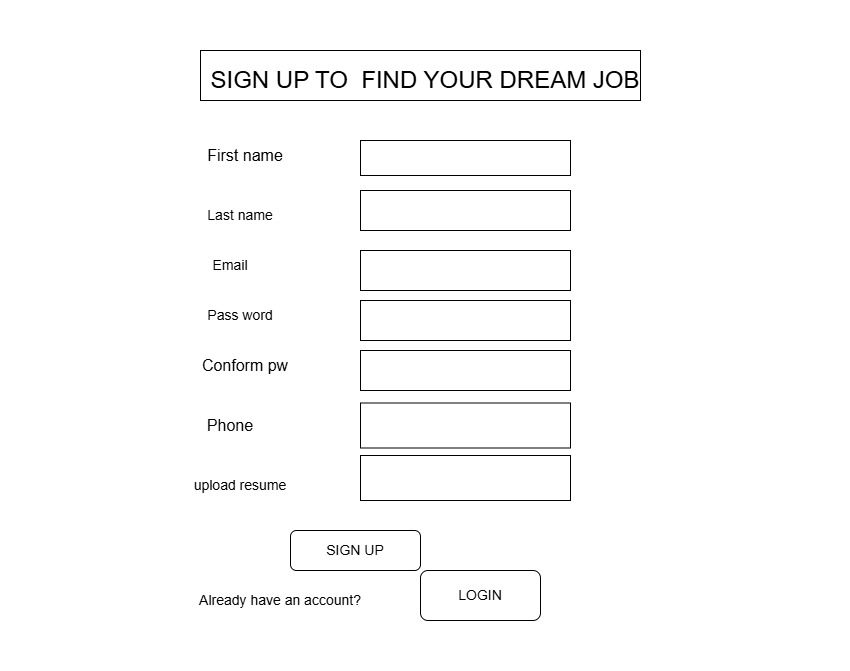 SIGN UP TO  FIND YOUR DREAM JOB
First name
Last name
Email
Pass word
Conform pw
Phone
upload resume
SIGN UP
Already have an account?
LOGIN